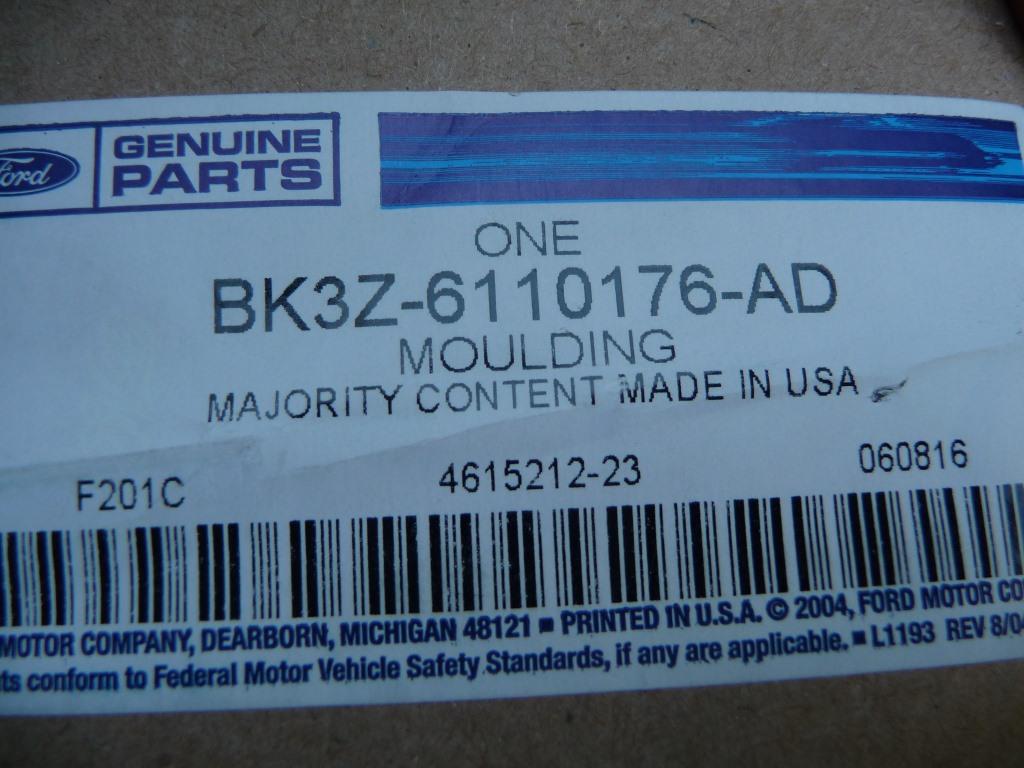 Ford
GENUINE
PARTS
ONE
BK3Z-6110176-AD
MOULDING
MAJORITY CONTENT MADE IN USA
F201C 4615212-23 060816
MOTOR COMPANY, DEARBORN, MICHIGAN 48121 ■ PRINTED IN U.S.A. © 2004, FORD MOTOR CO
ts conform to Federal Motor Vehicle Safety Standards, if any are applicable. ■ L1193 REV 8/04